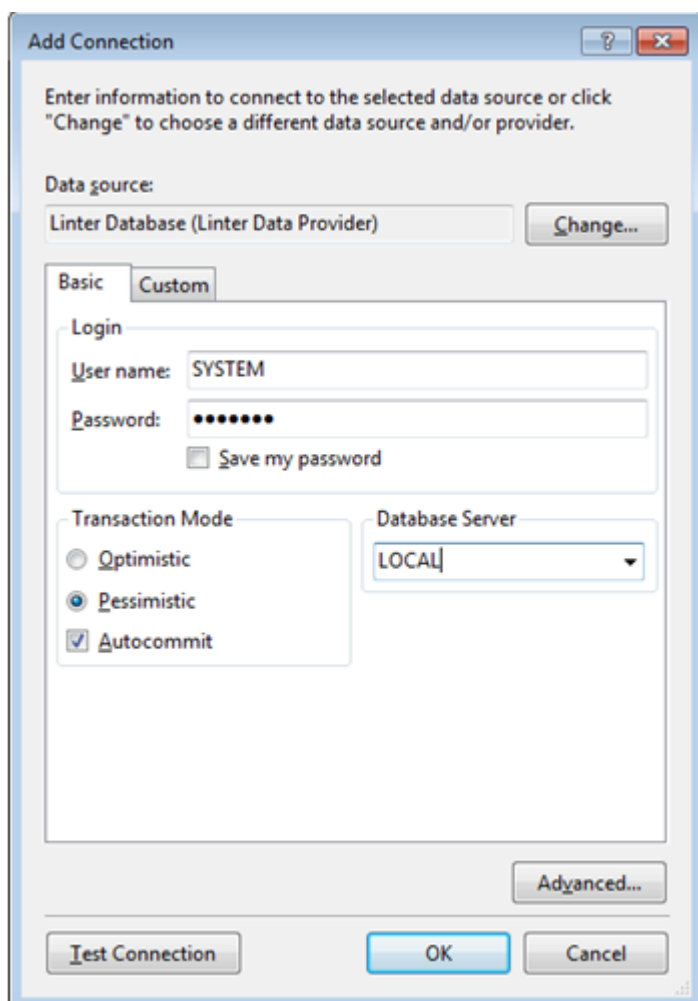 Add Connection
Enter information to connect to the selected data source or click
"Change" to choose a different data source and/or provider.
Data source:
Linter Database (Linter Data Provider)
Change...
Basic
Custom
Login
User name:
SYSTEM
Password:
●●●●●●●
Save my password
Transaction Mode
Optimistic
Pessimistic
Autocommit
Database Server
LOCAL
Advanced...
Test Connection
OK
Cancel